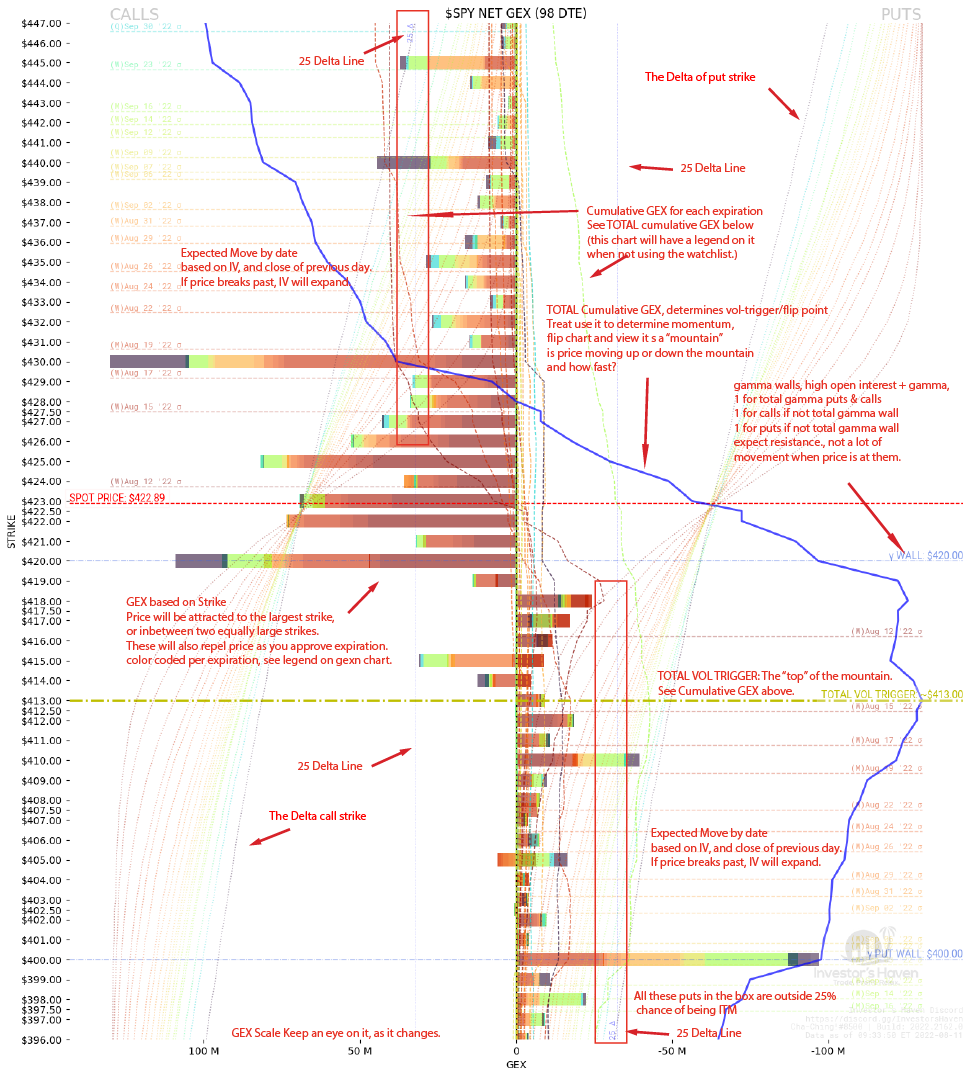 CALLS
$SPY NET GEX (98 DTE)
PUTS
$447.00
(Q)Sep 30 '22 σ
$446.00
25 Δ
25 Delta Line
$445.00
(W)Sep 23 '22 σ
The Delta of put strike
$444.00
$443.00
$442.00
$441.00
$440.00
25 Delta Line
$439.00
$438.00
(W)Sep 02 '22 σ
Cumulative GEX for each expiration
See TOTAL cumulative GEX below
(this chart will have a legend on it
when not using the watchlist.)
$437.00
(W)Aug 31 '22 σ
$436.00
(W)Aug 29 '22 σ
Expected Move by date
based on IV, and close of previous day.
If price breaks past, IV will expand
$435.00
(W)Aug 26 '22 σ
$434.00
(W)Aug 24 '22 σ
$433.00
(W)Aug 22 '22 σ
TOTAL Cumulative GEX, determines vol-trigger/flip point
Treat use it to determine momentum,
flip chart and view it s a "mountain"
is price moving up or down the mountain
and how fast?
$432.00
$431.00
(W)Aug 19 '22 σ
$430.00
(W)Aug 17 '22 σ
$429.00
gamma walls, high open interest + gamma,
1 for total gamma puts & calls
1 for calls if not total gamma wall
1 for puts if not total gamma wall
expect resistance., not a lot of
movement when price is at them.
$428.00
(W)Aug 15 '22 σ
$427.50
$427.00
$426.00
$425.00
$424.00
(W)Aug 12 '22 σ
$423.00
SPOT PRICE: $422.89
$422.50
$422.00
STRIKE
$421.00
$420.00
γ WALL: $420.00
$419.00
GEX based on Strike
Price will be attracted to the largest strike,
or inbetween two equally large strikes.
These will also repel price as you approve expiration.
color coded per expiration, see legend on gexn chart.
$418.00
$417.50
$417.00
(W)Aug 12 '22 σ
$416.00
$415.00
$414.00
TOTAL VOL TRIGGER: The "top" of the mountain.
See Cumulative GEX above.
$413.00
TOTAL VOL TRIGGER: ~$413.00
(W)Aug 15 '22 σ
$412.50
$412.00
$411.00
(W)Aug 17 '22 σ
$410.00
25 Delta Line
(W)Aug 19 '22 σ
$409.00
$408.00
$407.50
(W)Aug 22 '22 σ
$407.00
The Delta call strike
(W)Aug 24 '22 σ
$406.00
Expected Move by date
based on IV, and close of previous day.
If price breaks past, IV will expand.
(W)Aug 26 '22 σ
$405.00
$404.00
(W)Aug 29 '22 σ
$403.00
(W)Aug 31 '22 σ
$402.50
(W)Sep 02 '22 σ
$402.00
$401.00
$400.00
γ PUT WALL: $400.00
Investor's Haven
$399.00
$398.00
All these puts in the box are outside 25%
chance of being ITM
$397.50
$397.00
25 Δ
25 Delta Line
$396.00
GEX Scale Keep an eye on it, as it changes.
100 M
50 M
0
-50 M
-100 M
GEX